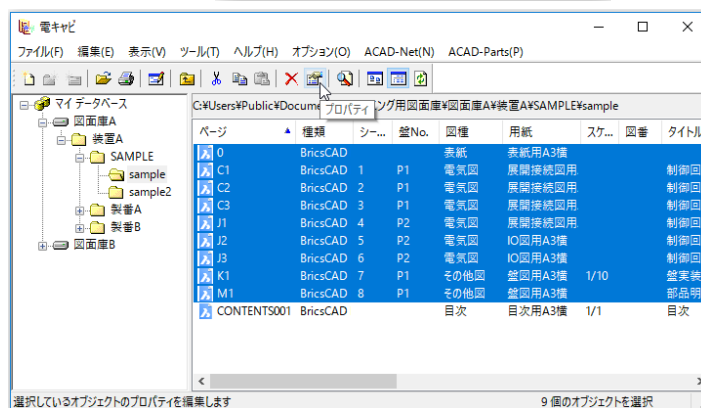 電キャビ
ファイル(F) 編集(E) 表示(V) ツール(T) ヘルプ(H) オプション(O) ACAD-Net(N) ACAD-Parts(P)
マイ データベース
図面庫A
装置A
SAMPLE
sample
sample2
製番A
製番B
図面庫B
C:¥Users¥Public¥Docume ング用図面庫¥図面庫A¥装置A¥SAMPLE¥sample
プロパティ
ページ 種類 シー... 盤No. 図種 用紙 スケ... 図番 タイトル
0 BricsCAD 表紙 表紙用A3横
C1 BricsCAD 1 P1 電気図 展開接続図用 制御回
C2 BricsCAD 2 P1 電気図 展開接続図用 制御回
C3 BricsCAD 3 P1 電気図 展開接続図用 制御回
J1 BricsCAD 4 P2 電気図 展開接続図用 制御回
J2 BricsCAD 5 P2 電気図 IO図用A3横 制御回
J3 BricsCAD 6 P2 電気図 IO図用A3横 制御回
K1 BricsCAD 7 P1 その他図 盤図用A3横 1/10 盤実装
M1 BricsCAD 8 P1 その他図 盤図用A3横 部品明
CONTENTS001 BricsCAD 目次 目次用A3横 1/1 目次
選択しているオブジェクトのプロパティを編集します 9 個のオブジェクトを選択